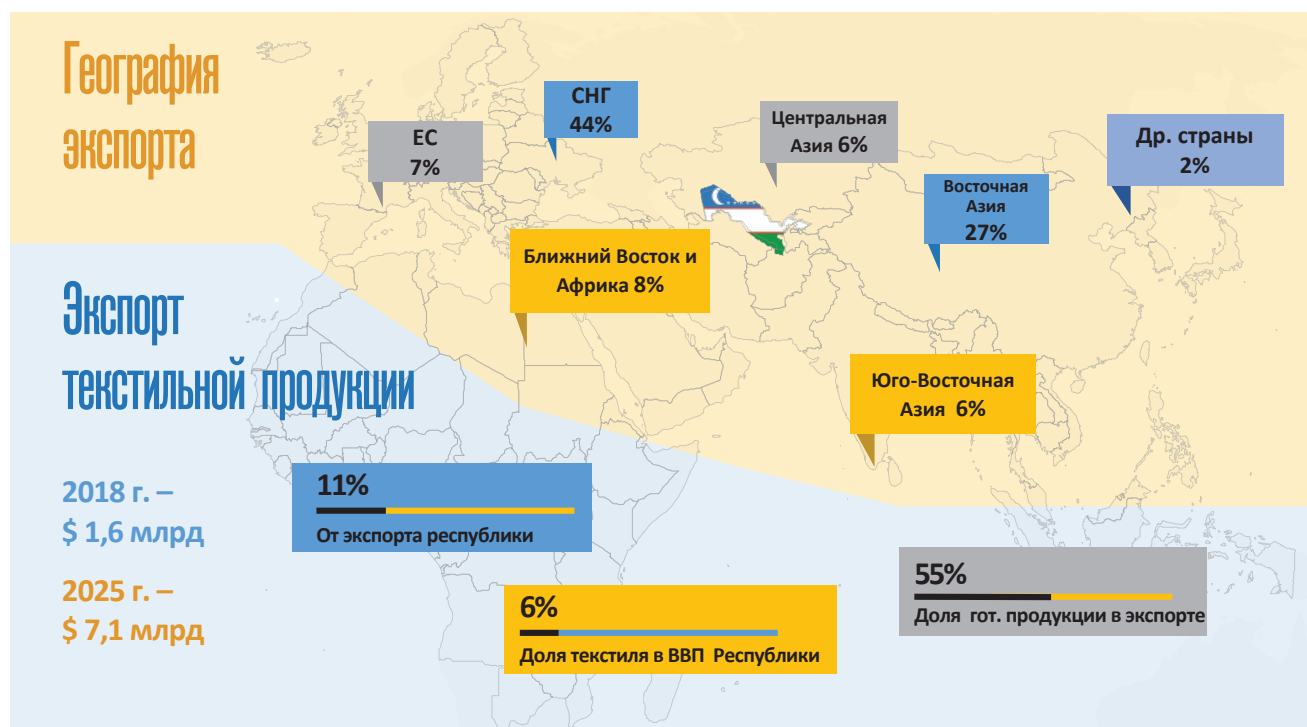 География
экспорта
СНГ
44%
ЕС
7%
Центральная
Азия 6%
Др. страны
2%
Восточная
Азия
27%
Ближний Восток и
Африка 8%
Юго-Восточная
Азия 6%
Экспорт
текстильной продукции
2018 г. –
$ 1,6 млрд
2025 г. –
$ 7,1 млрд
11%
От экспорта республики
6%
Доля текстиля в ВВП Республики
55%
Доля гот. продукции в экспорте